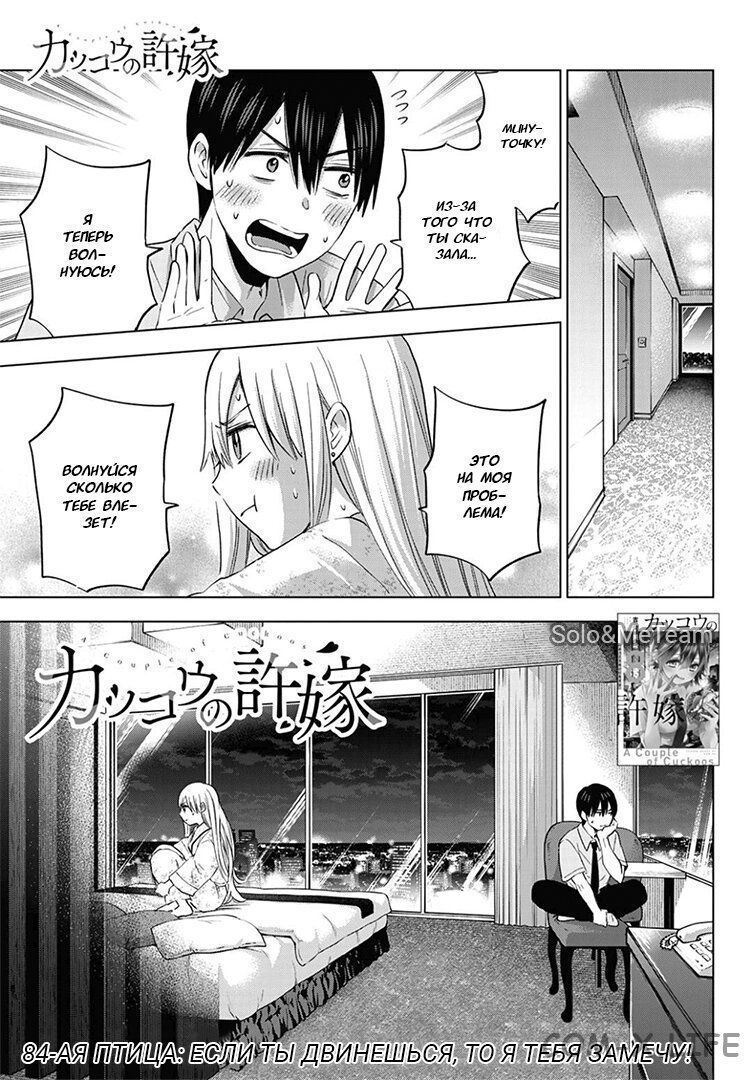 カッコウの許嫁
МИНУ-
ТОЧКУ!
ИЗ-ЗА
ТОГО ЧТО
ТЫ СКА-
ЗАЛА...
Я
ТЕПЕРЬ
ВОЛ-
НУЮСЬ!
ЭТО
НА МОЯ
ПРОБ-
ЛЕМА!
ВОЛНУЙСЯ
СКОЛЬКО
ТЕБЕ ВЛЕ-
ЗЕТ!
カッコウの許嫁
Solo&MeTeam
カッコウの
許嫁
A Couple
of Cuckoos
84-АЯ ПТИЦА: ЕСЛИ ТЫ ДВИНЕШЬСЯ, ТО Я ТЕБЯ ЗАМЕЧУ!